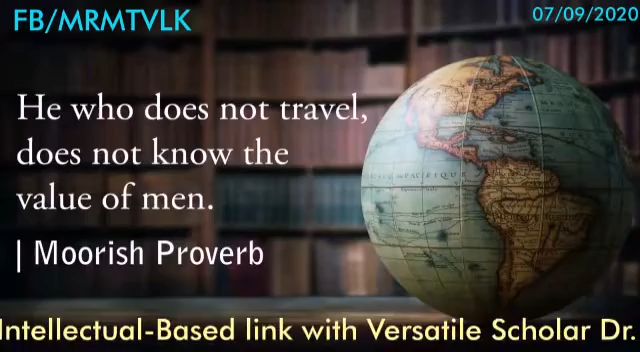 FB/MRMTVLK
07/09/2020
He who does not travel,
does not know the
value of men.
| Moorish Proverb
Intellectual-Based link with Versatile Scholar Dr.